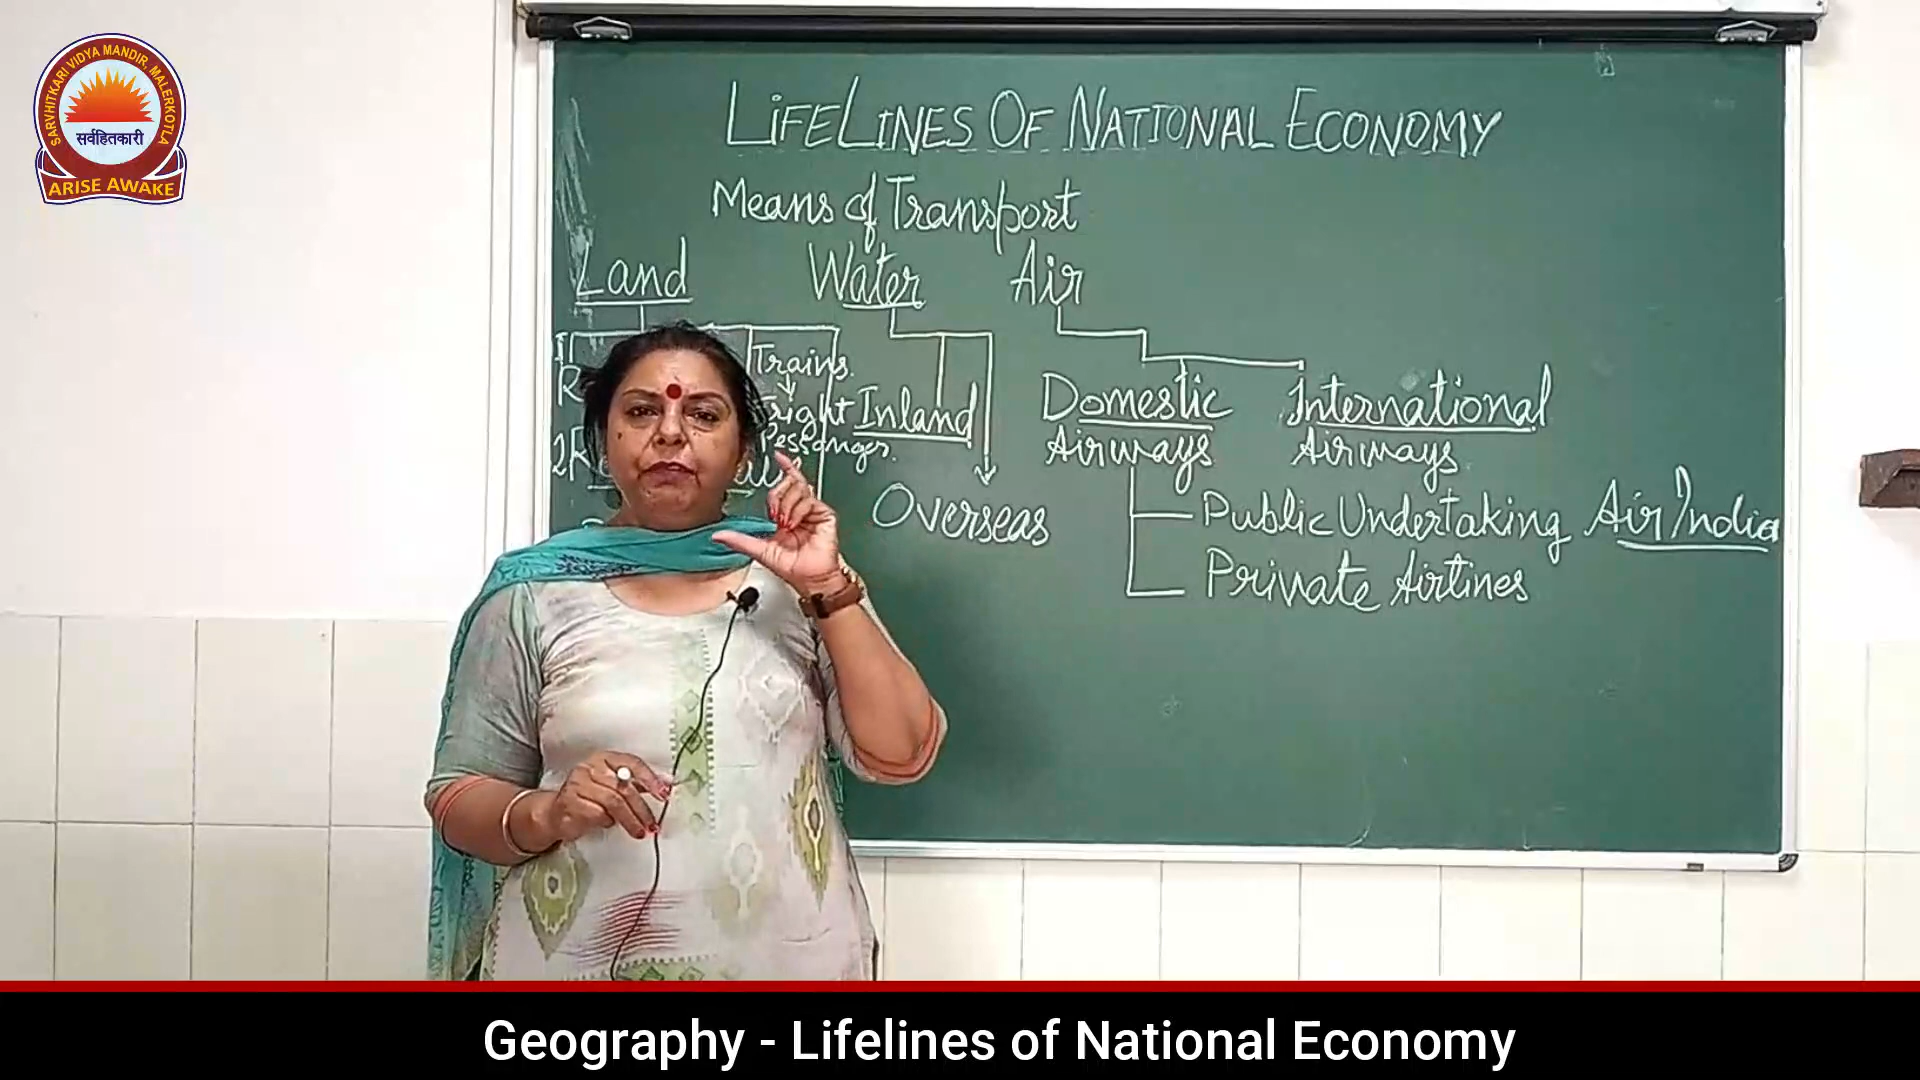 SARVHITKARI VIDYA MANDIR, MALERKOTLA
सर्वहितकारी
ARISE AWAKE
LIFELINES OF NATIONAL ECONOMY
Means of Transport
Land Water Air
Trains.
Inland
Pessanger.
Domestic International
Airways Airways
Overseas
Public Undertaking Air India
Private Airlines
Geography - Lifelines of National Economy